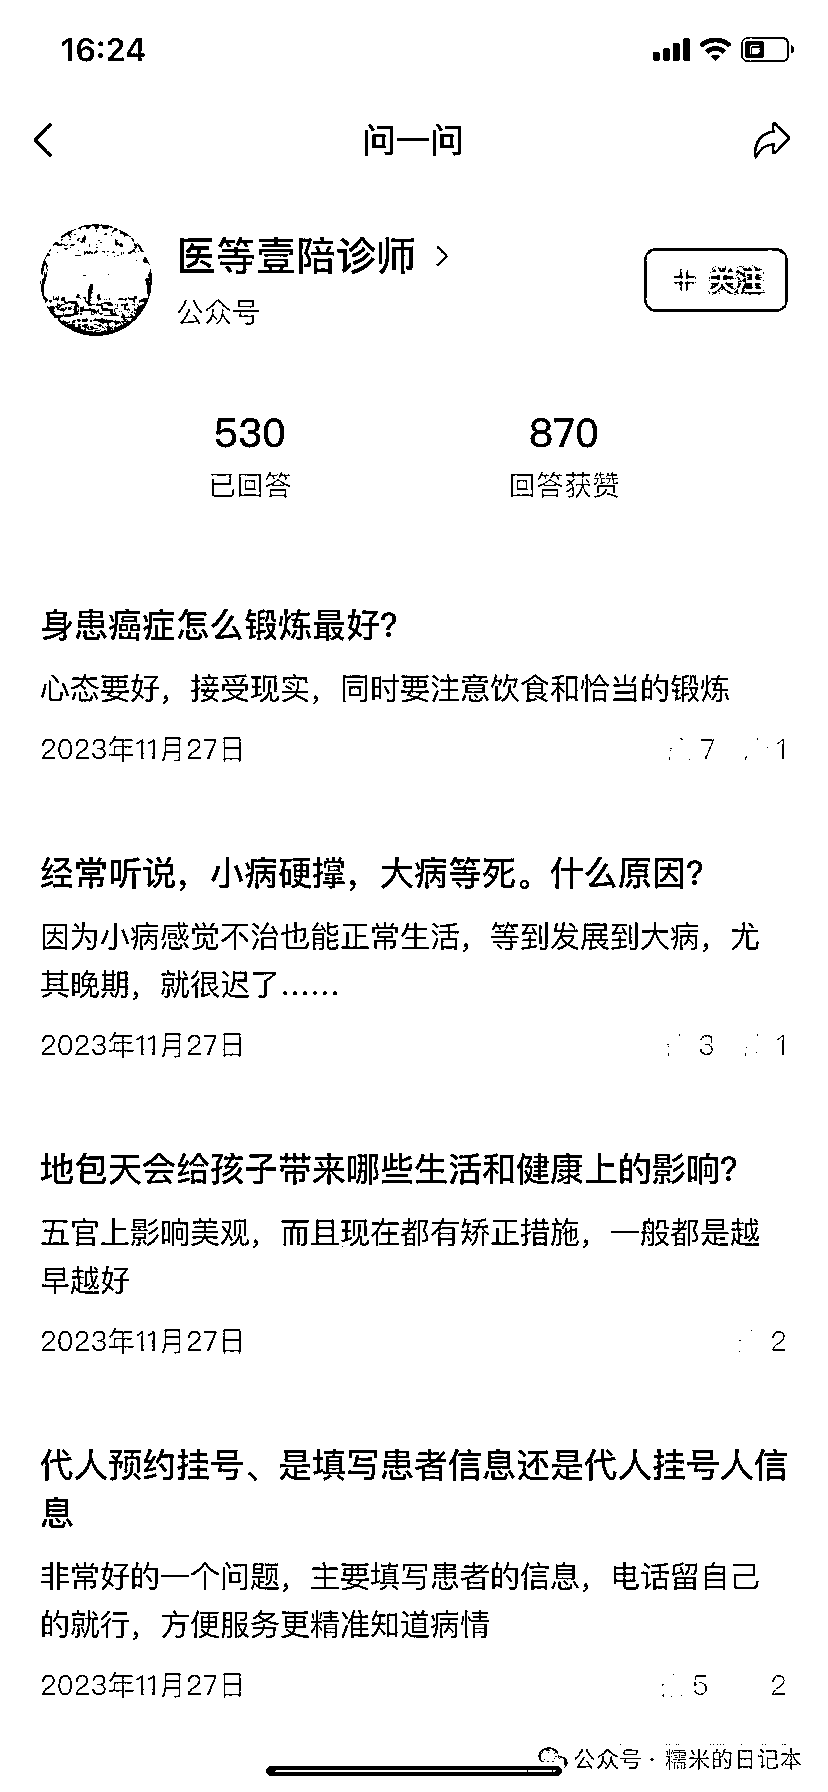 16:24
问一问
医等壹陪诊师
公众号
关注
530
870
已回答
回答获赞
身患癌症怎么锻炼最好?
心态要好，接受现实，同时要注意饮食和恰当的锻炼
2023年11月27日
7
1
经常听说，小病硬撑，大病等死。什么原因?
因为小病感觉不治也能正常生活，等到发展到大病，尤
其晚期，就很迟了……
2023年11月27日
3
1
地包天会给孩子带来哪些生活和健康上的影响?
五官上影响美观，而且现在都有矫正措施，一般都是越
早越好
2023年11月27日
2
代人预约挂号、是填写患者信息还是代人挂号人信
息
非常好的一个问题，主要填写患者的信息，电话留自己
的就行，方便服务更精准知道病情
2023年11月27日
5
2
公众号 · 糯米的日记本